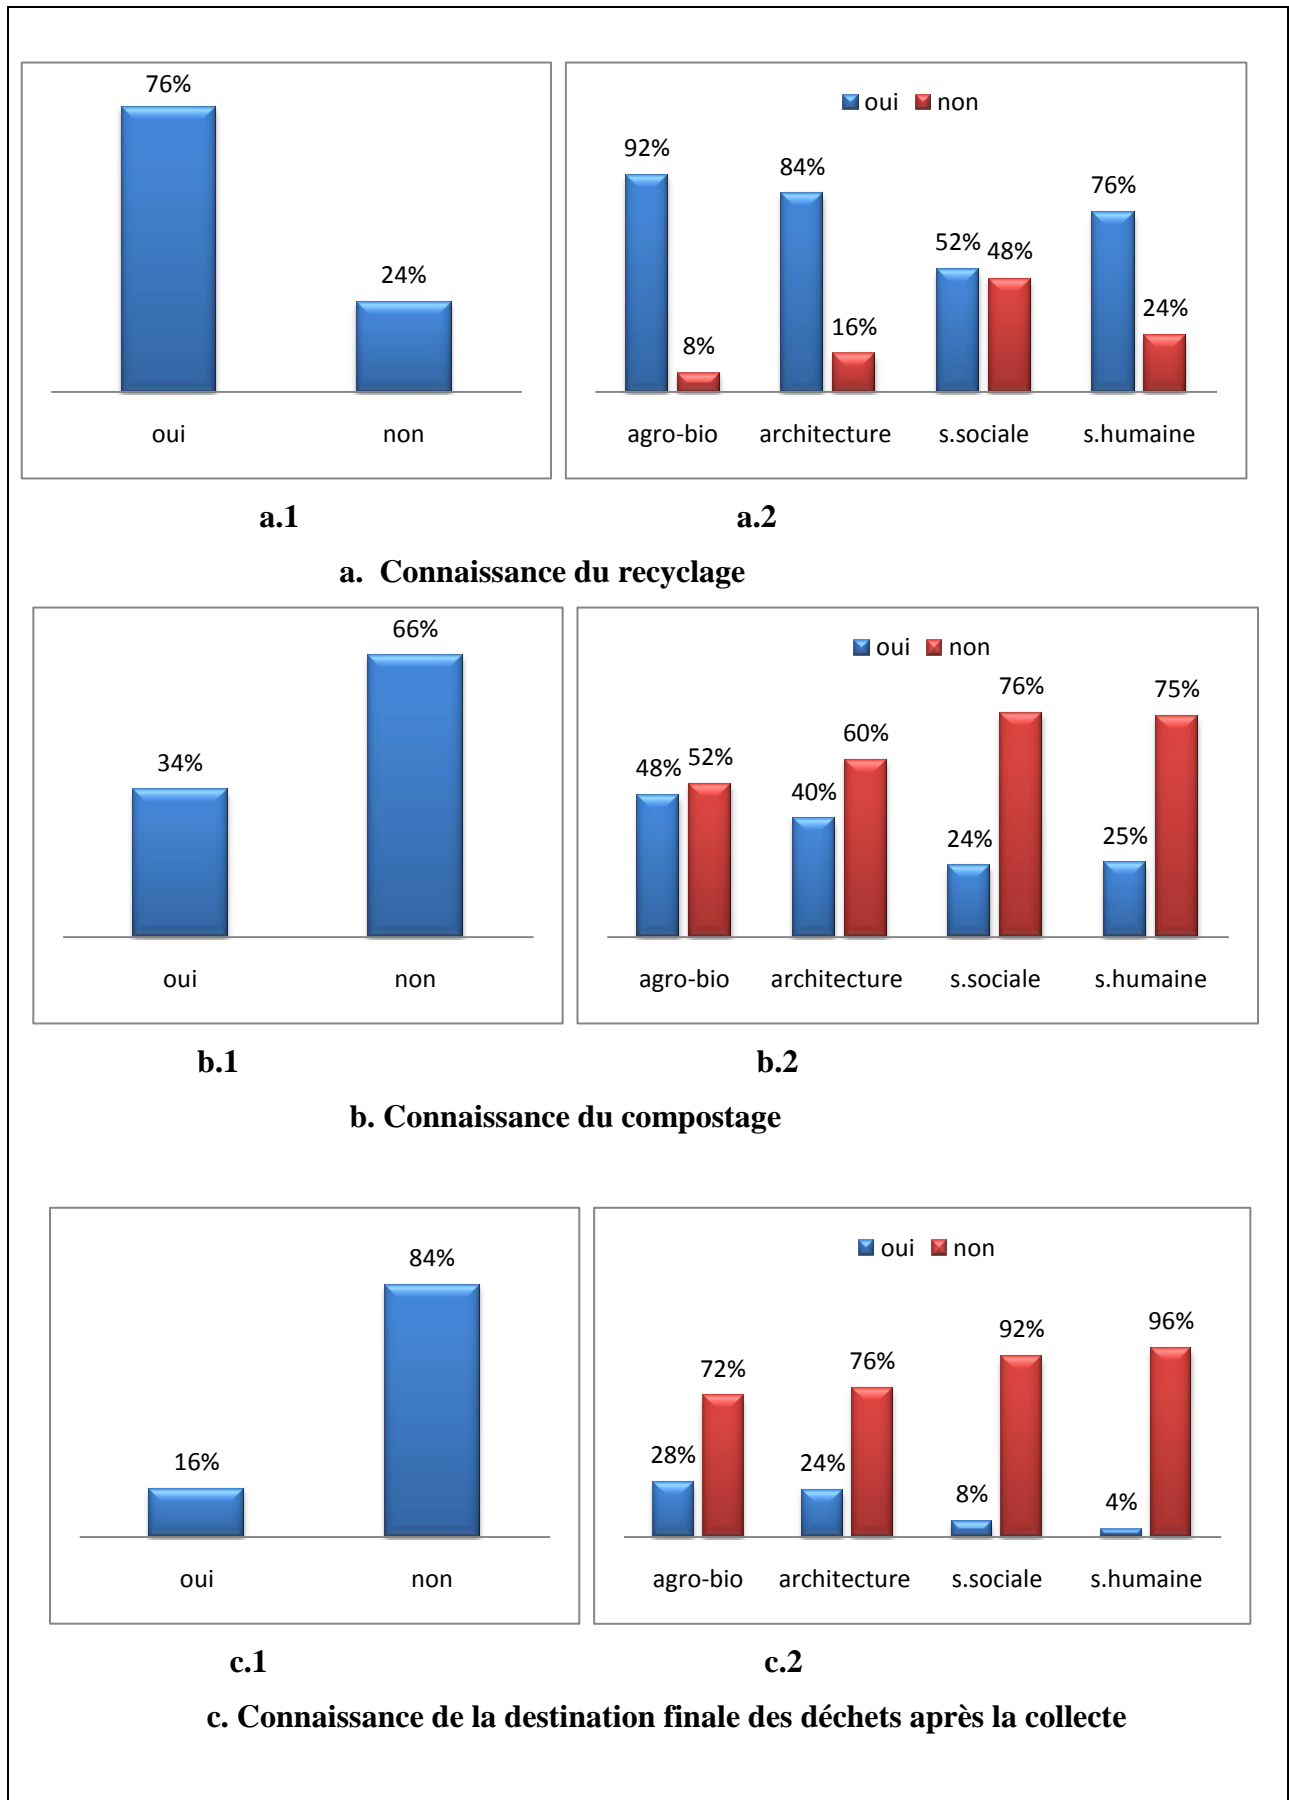 76%
24%
oui non
oui non
92%
8%
84%
16%
52% 48%
76%
24%
agro-bio architecture s.sociale s.humaine
a.1 a.2
a. Connaissance du recyclage
34%
66%
oui non
oui non
48% 52%
40%
60%
24%
76%
25%
75%
agro-bio architecture s.sociale s.humaine
b.1 b.2
b. Connaissance du compostage
16%
84%
oui non
oui non
28%
72%
24%
76%
8%
92%
4%
96%
agro-bio architecture s.sociale s.humaine
c.1 c.2
c. Connaissance de la destination finale des déchets après la collecte